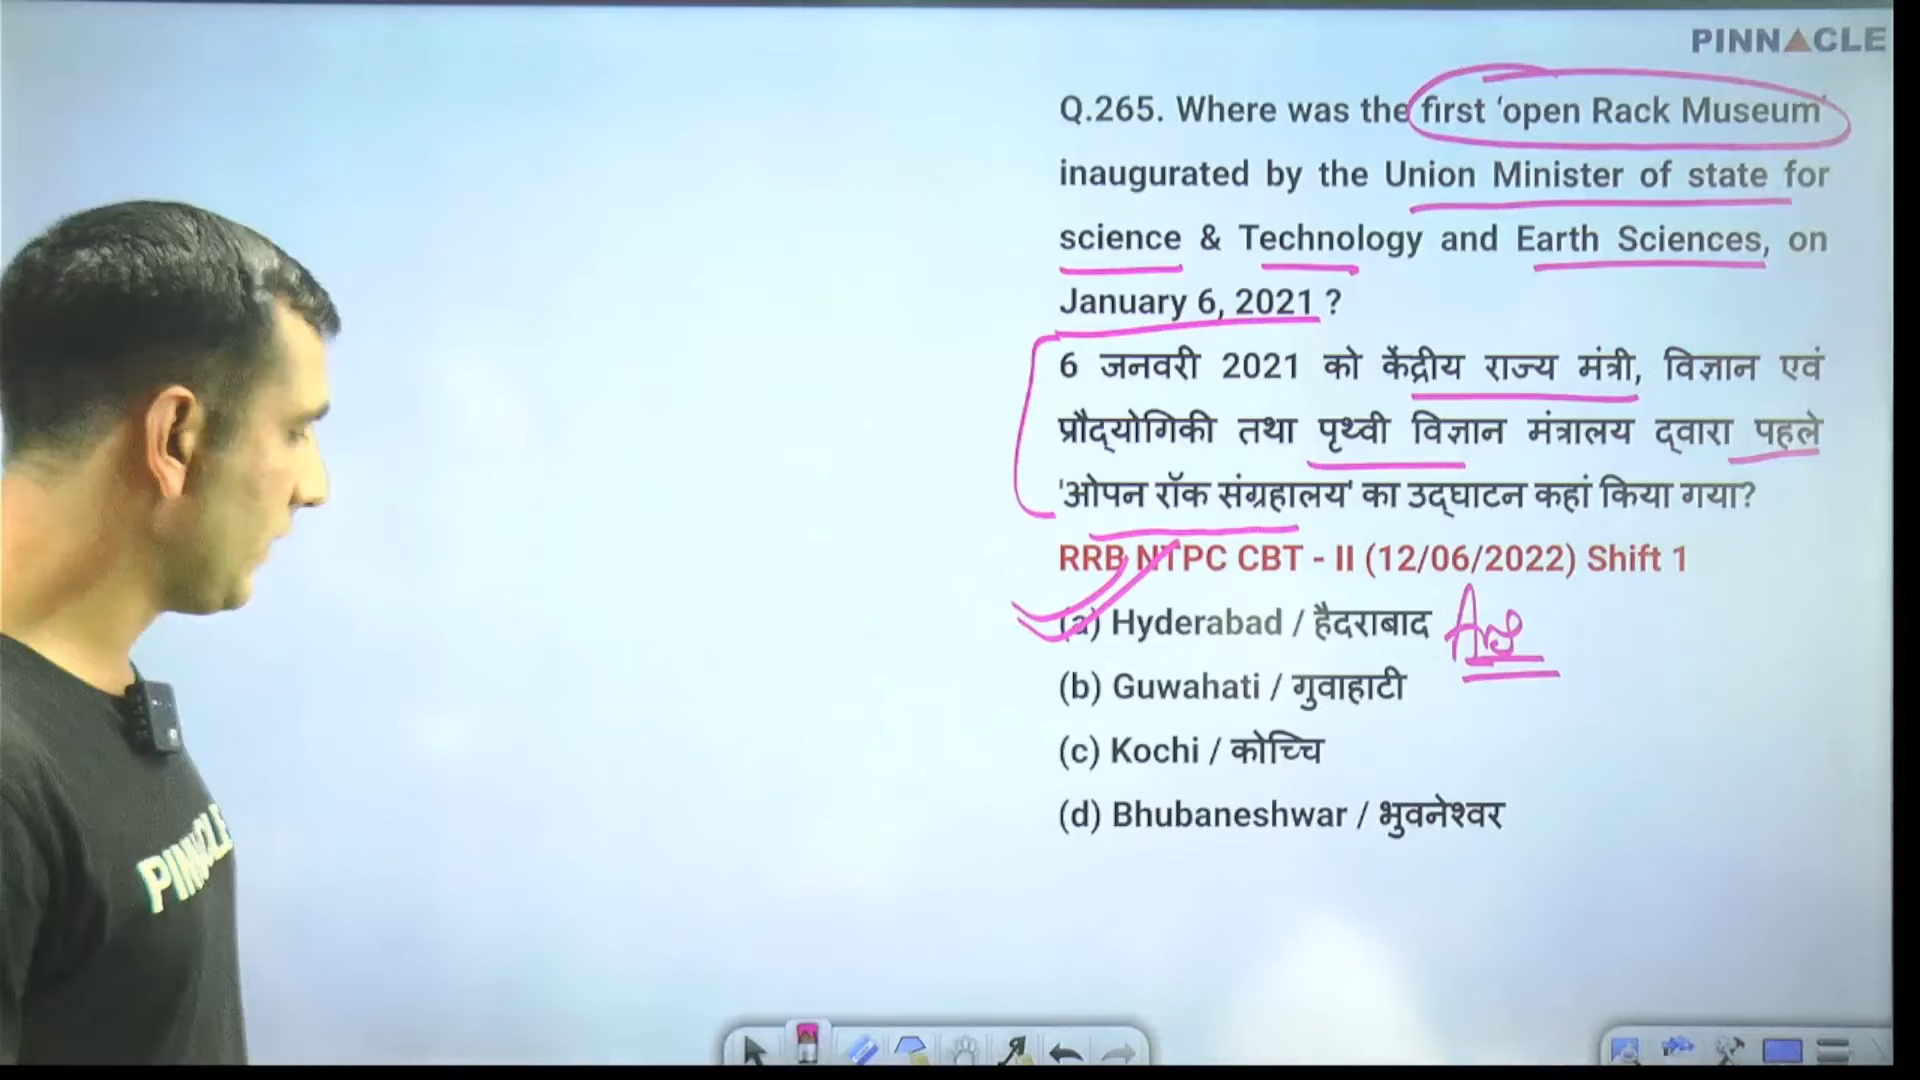 PINNACLE
Q.265. Where was the first ‘open Rack Museum’
inaugurated by the Union Minister of state for
science & Technology and Earth Sciences, on
January 6, 2021 ?
6 जनवरी 2021 को केंद्रीय राज्य मंत्री, विज्ञान एवं
प्रौद्योगिकी तथा पृथ्वी विज्ञान मंत्रालय द्वारा पहले
'ओपन रॉक संग्रहालय' का उद्घाटन कहां किया गया?
RRB NTPC CBT - II (12/06/2022) Shift 1
(a) Hyderabad / हैदराबाद Ans
(b) Guwahati / गुवाहाटी
(c) Kochi / कोच्चि
(d) Bhubaneshwar / भुवनेश्वर
PINNACLE